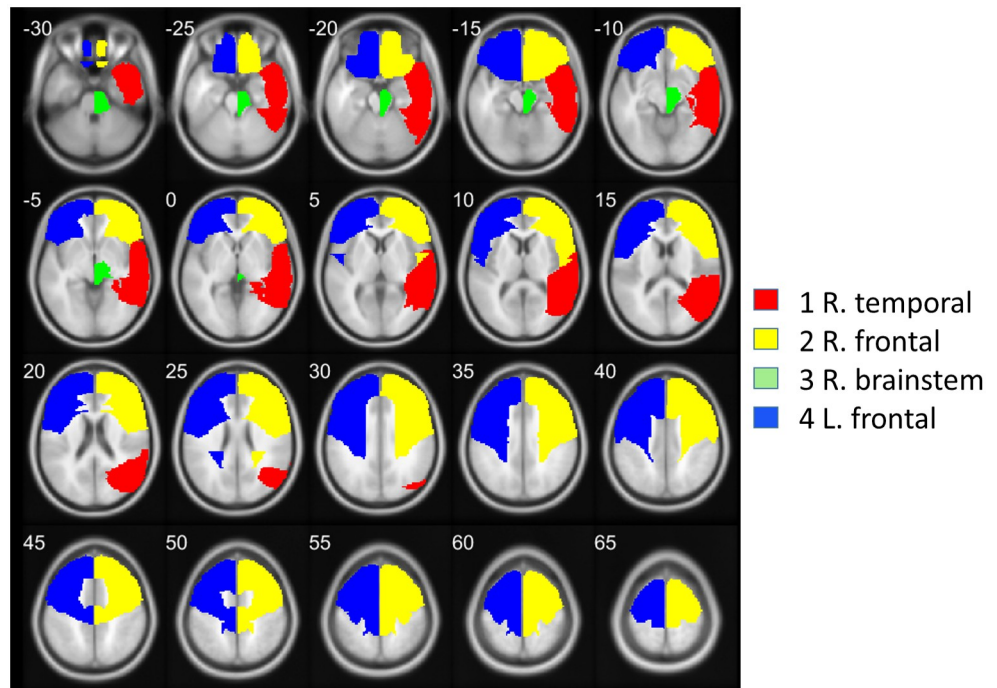 -30 -25 -20 -15 -10
-5 0 5 10 15
20 25 30 35 40
45 50 55 60 65
1 R. temporal
2 R. frontal
3 R. brainstem
4 L. frontal